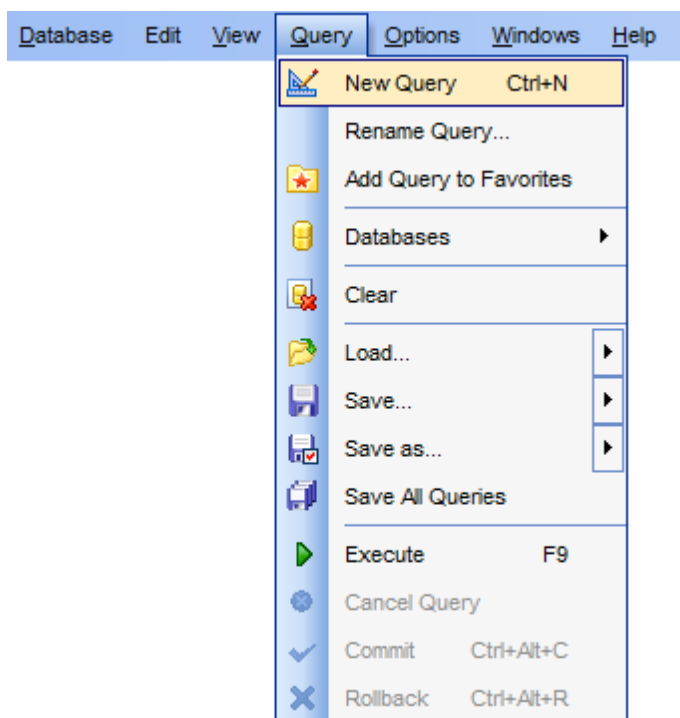 Database Edit View Query Options Windows Help
New Query Ctrl+N
Rename Query...
Add Query to Favorites
Databases
Clear
Load...
Save...
Save as...
Save All Queries
Execute F9
Cancel Query
Commit Ctrl+Alt+C
Rollback Ctrl+Alt+R